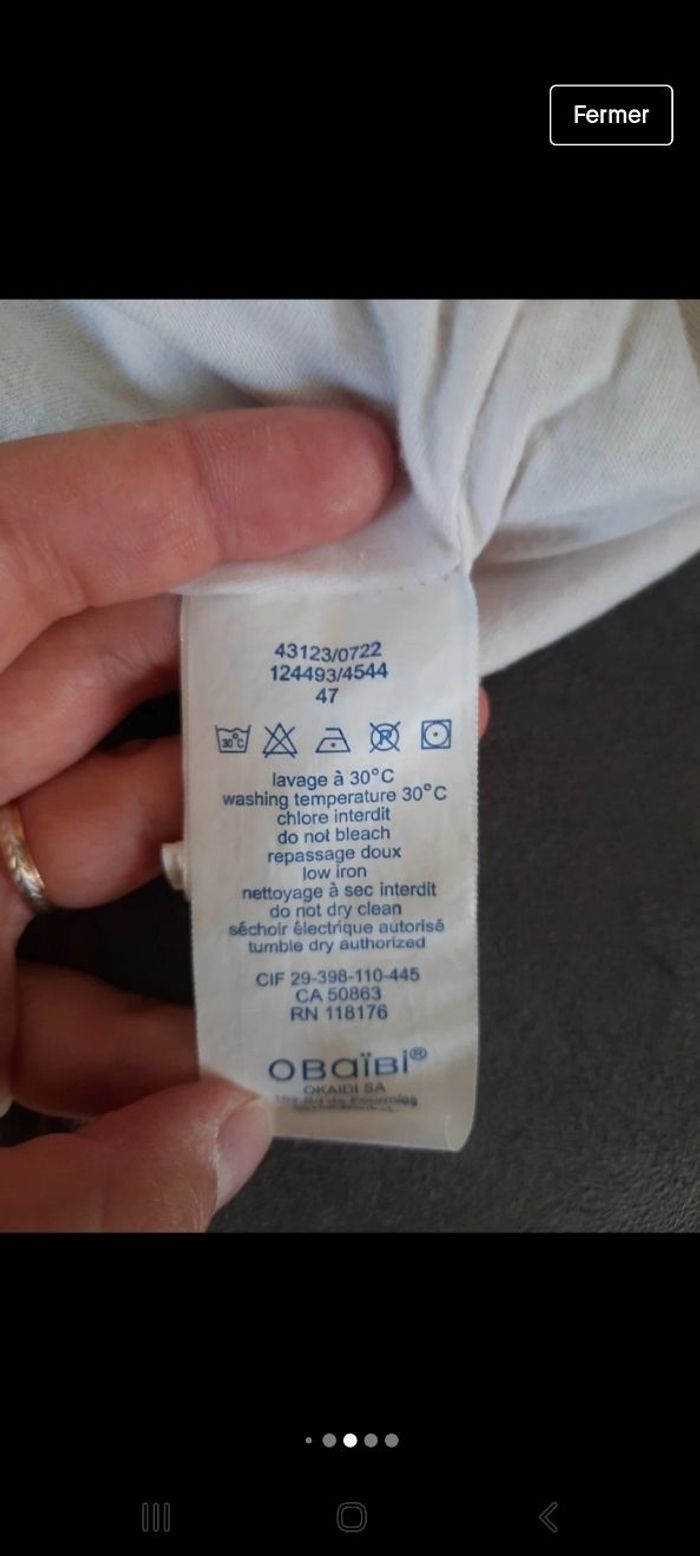 Fermer
43123/0722
124493/4544
47
30°C
P
lavage à 30°C
washing temperature 30°C
chlore interdit
do not bleach
repassage doux
low iron
nettoyage à sec interdit
do not dry clean
séchoir électrique autorisé
tumble dry authorized
CIF 29-398-110-445
CA 50863
RN 118176
OBaïBi®
OKAIDI SA